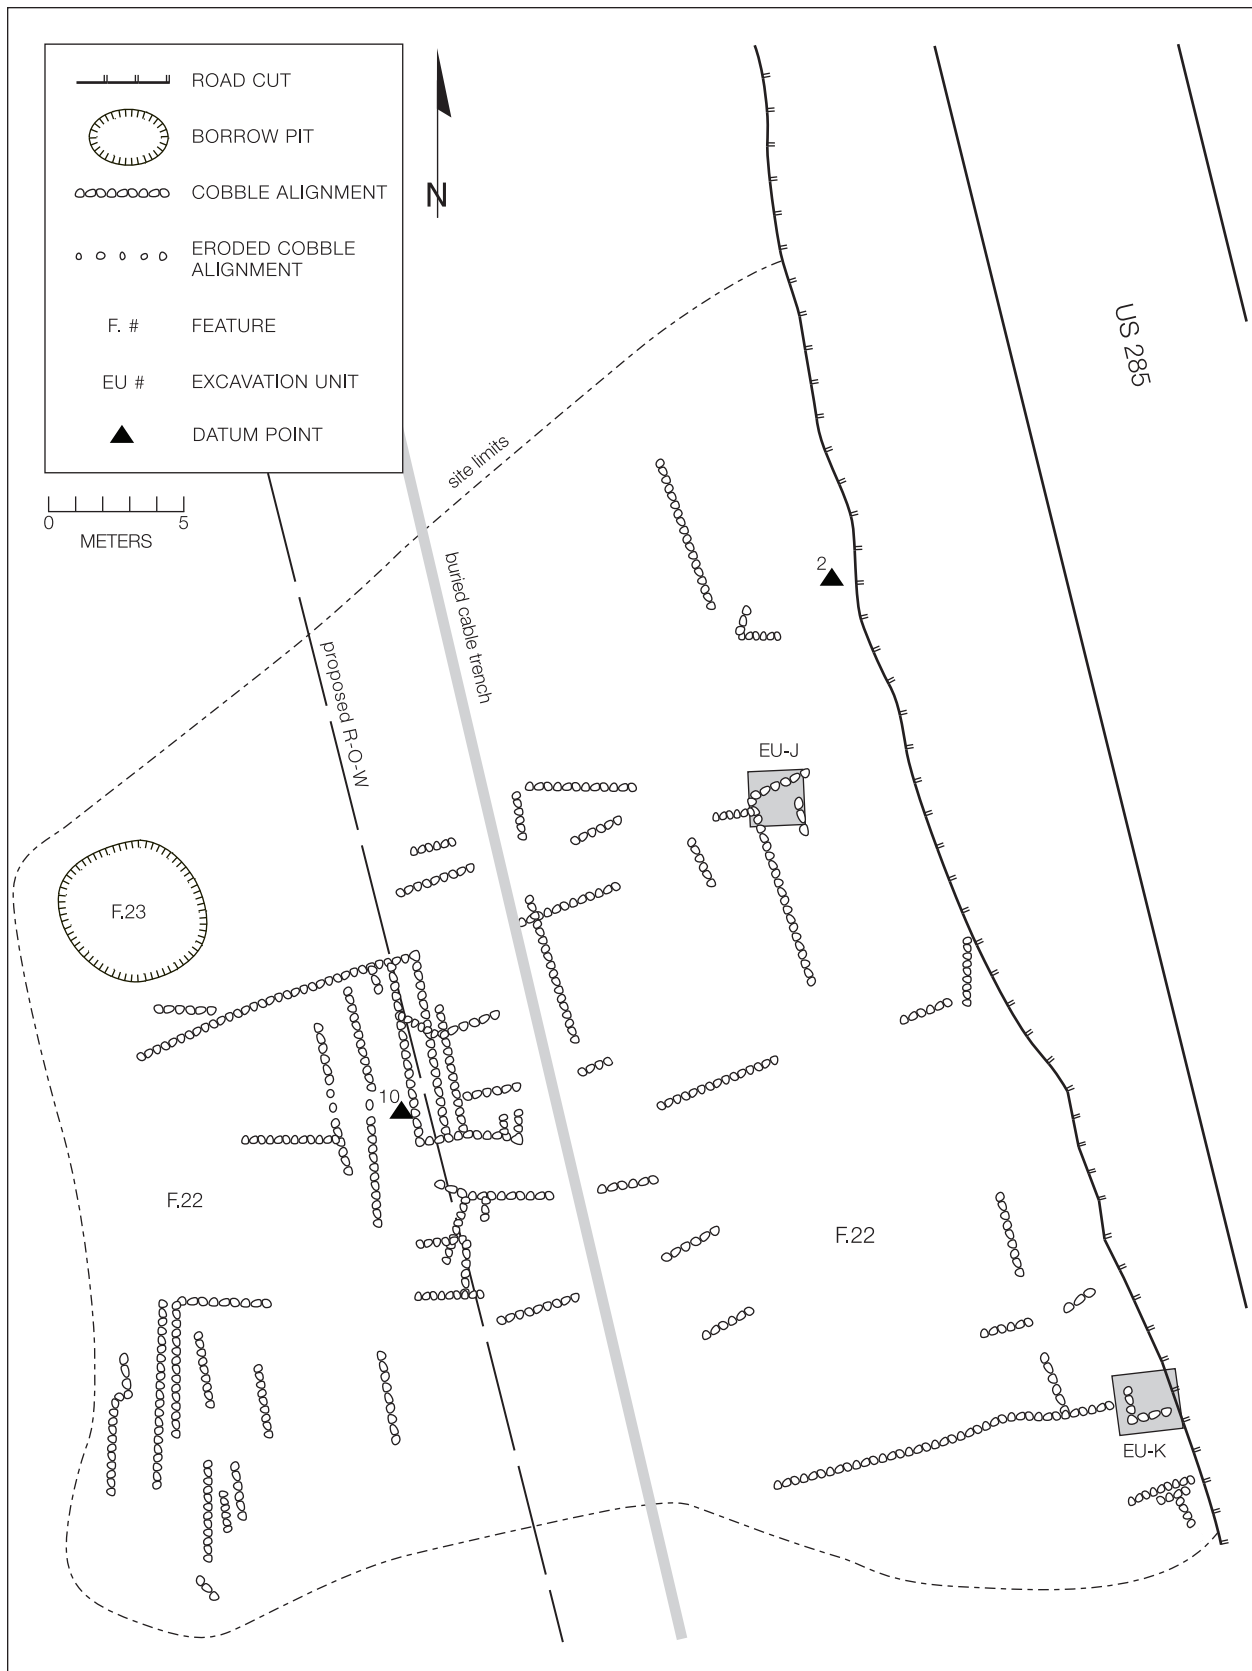 ROAD CUT
BORROW PIT
COBBLE ALIGNMENT
ERODED COBBLE
ALIGNMENT
F. # FEATURE
EU # EXCAVATION UNIT
DATUM POINT
N
0 5
METERS
US 285
site limits
buried cable trench
proposed R-O-W
2
EU-J
F.23
10
F.22
F.22
EU-K